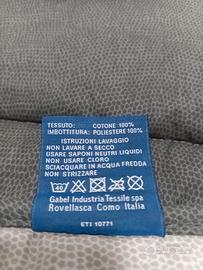 TESSUTO: COTONE 100%
IMBOTTITURA: POLIESTERE 100%
ISTRUZIONI LAVAGGIO
NON LAVARE A SECCO
USARE SAPONI NEUTRI LIQUIDI
NON USARE CLORO
SCIACQUARE IN ACQUA FREDDA
NON STRIZZARE
40
Gabel Industria Tessile spa
Rovellasca Como Italia
ETI 10771